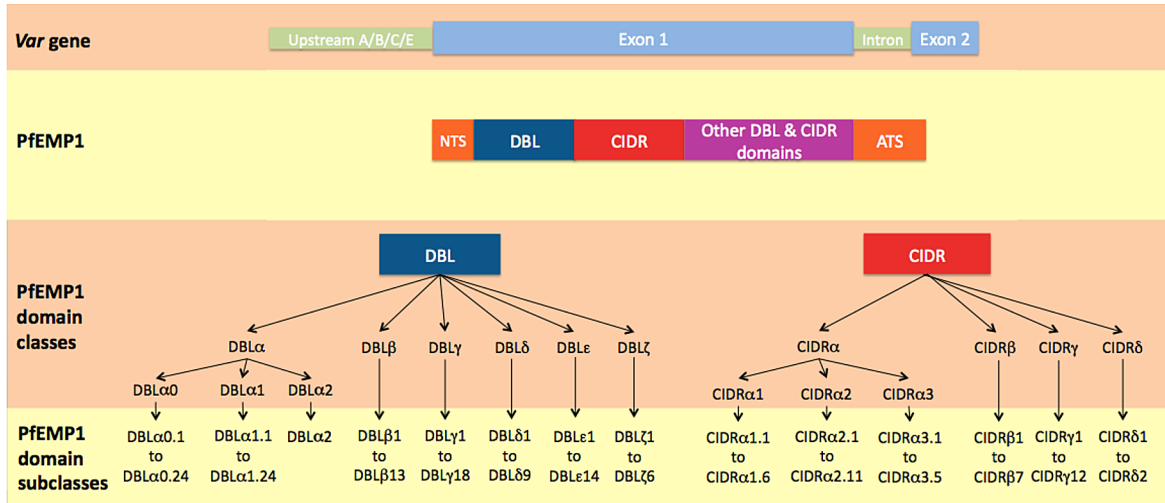 Var gene
Upstream A/B/C/E
Exon 1
Intron
Exon 2
PfEMP1
NTS
DBL
CIDR
Other DBL & CIDR
domains
ATS
PfEMP1
domain
classes
DBL
CIDR
DBLα
DBLβ
DBLγ
DBLδ
DBLε
DBLζ
CIDRα
CIDRβ
CIDRγ
CIDRδ
DBLα0
DBLα1
DBLα2
CIDRα1
CIDRα2
CIDRα3
PfEMP1
domain
subclasses
DBLα0.1
to
DBLα0.24
DBLα1.1
to
DBLα1.24
DBLα2
DBLβ1
to
DBLβ13
DBLγ1
to
DBLγ18
DBLδ1
to
DBLδ9
DBLε1
to
DBLε14
DBLζ1
to
DBLζ6
CIDRα1.1
to
CIDRα1.6
CIDRα2.1
to
CIDRα2.11
CIDRα3.1
to
CIDRα3.5
CIDRβ1
to
CIDRβ7
CIDRγ1
to
CIDRγ12
CIDRδ1
to
CIDRδ2